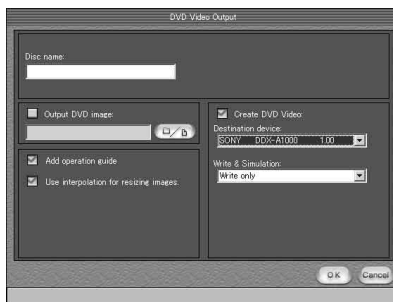 DVD Video Output
Disc name:
Output DVD image:
Add operation guide
Use interpolation for resizing images.
Create DVD Video:
Destination device:
SONY DDX-A1000 1.00
Write & Simulation:
Write only
OK
Cancel